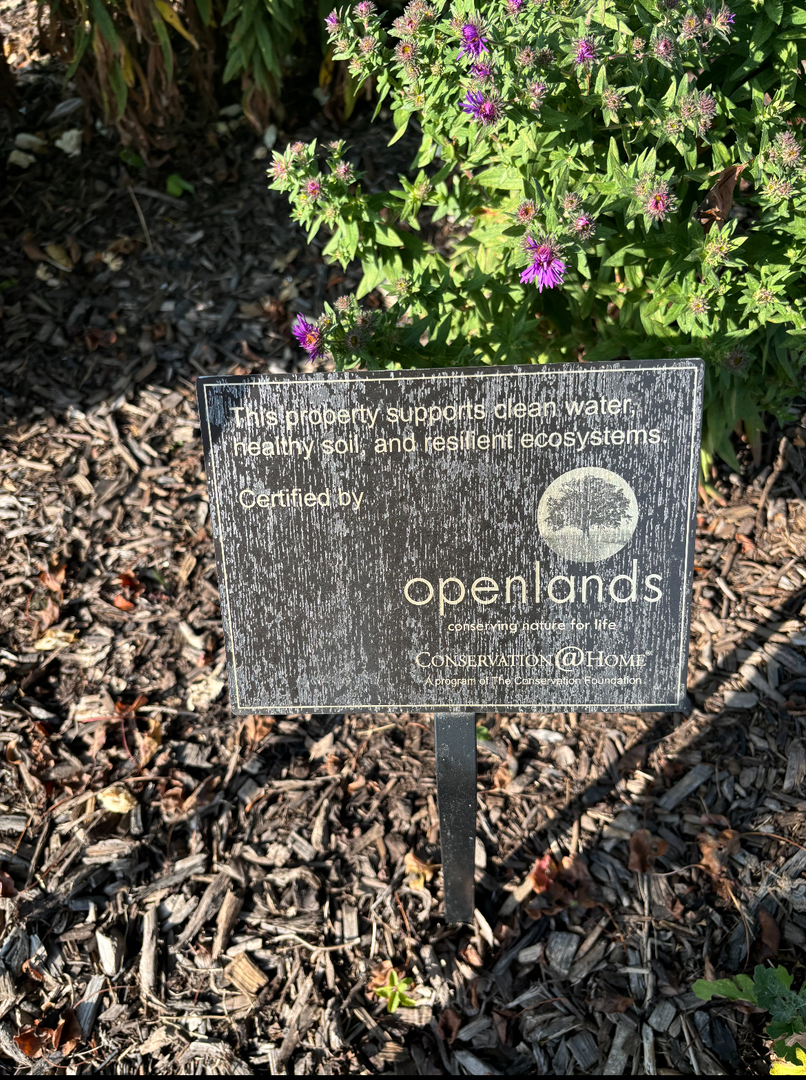 This property supports clean water,
healthy soil, and resilient ecosystems.
Certified by
openlands
conserving nature for life
CONSERVATION@HOME®
A program of The Conservation Foundation